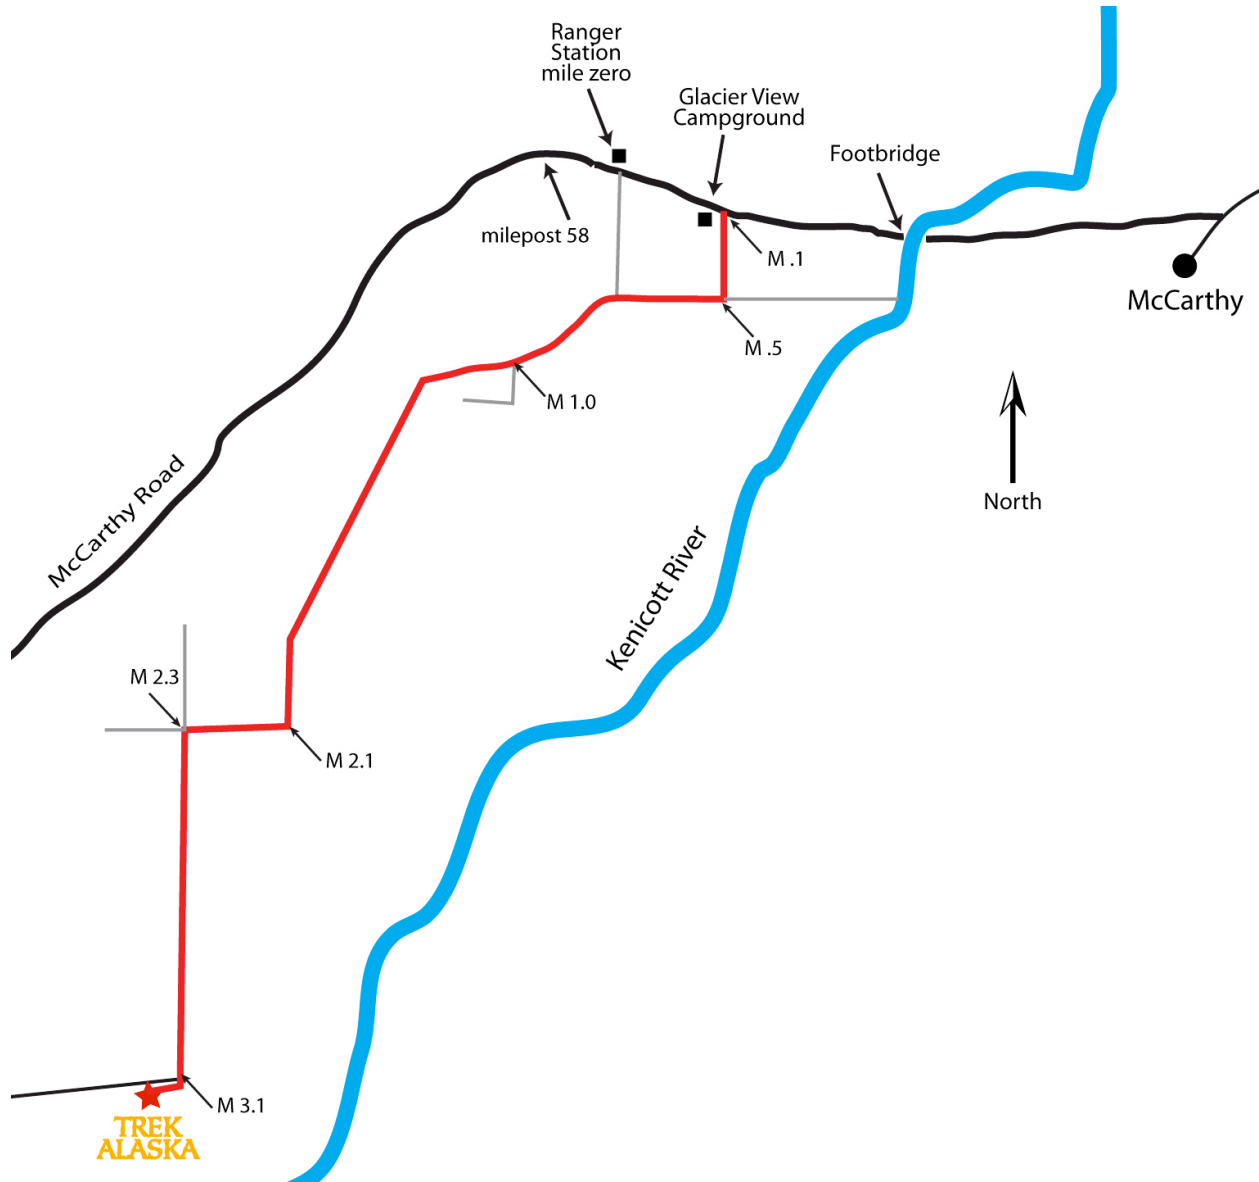 Ranger
Station
mile zero
Glacier View
Campground
Footbridge
milepost 58
M .1
McCarthy
M .5
M 1.0
North
McCarthy Road
Kenicott River
M 2.3
M 2.1
M 3.1
TREK
ALASKA